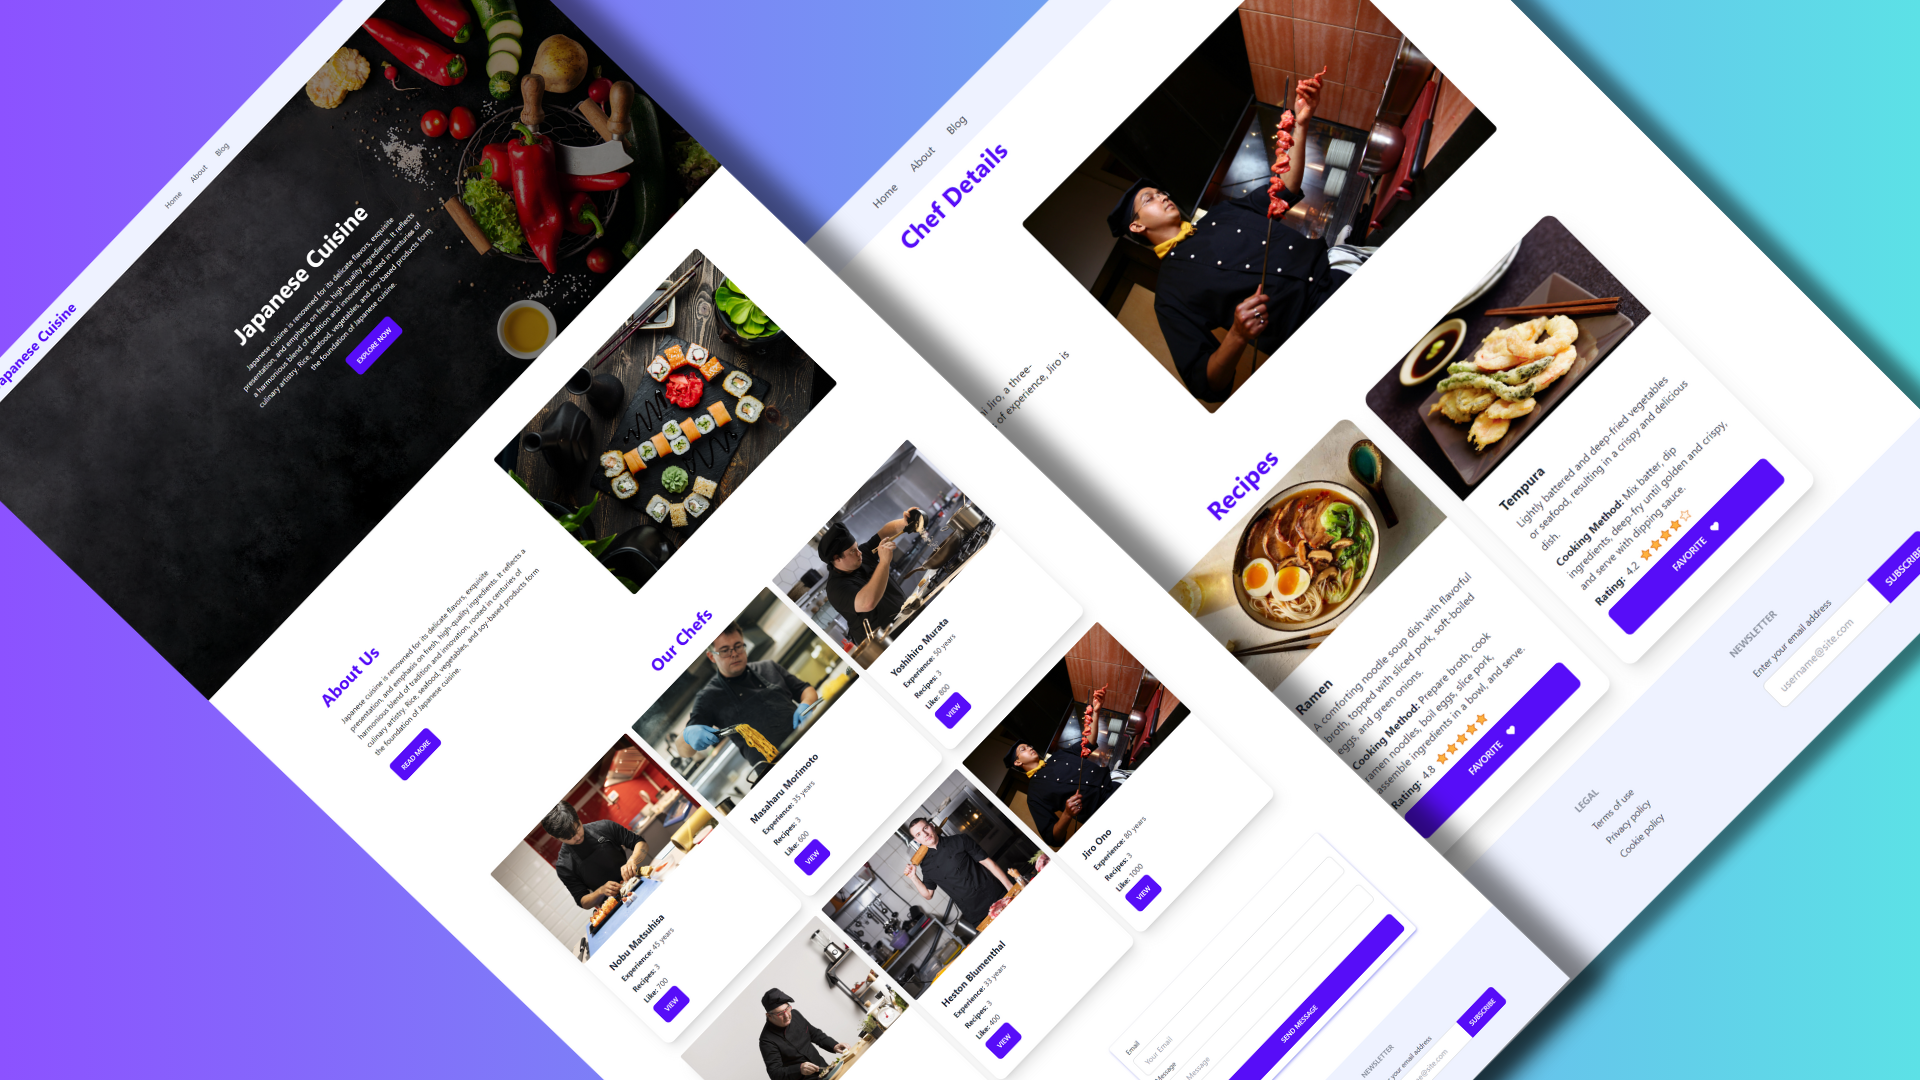 Japanese Cuisine
Home
About
Blog
Japanese Cuisine
Japanese cuisine is renowned for its delicate flavors, exquisite
presentation, and emphasis on fresh, high-quality ingredients. It reflects
a harmonious blend of tradition and innovation, rooted in centuries of
culinary artistry. Rice, seafood, vegetables, and soy-based products form
the foundation of Japanese cuisine.
EXPLORE NOW
About Us
Japanese cuisine is renowned for its delicate flavors, exquisite
presentation, and emphasis on fresh, high-quality ingredients. It reflects a
harmonious blend of tradition and innovation, rooted in centuries of
culinary artistry. Rice, seafood, vegetables, and soy-based products form
the foundation of Japanese cuisine.
READ MORE
Our Chefs
Nobu Matsuhisa
Experience: 45 years
Recipes: 3
Like: 700
VIEW
Masaharu Morimoto
Experience: 35 years
Recipes: 3
Like: 600
VIEW
Yoshihiro Murata
Experience: 50 years
Recipes: 3
Like: 800
VIEW
Heston Blumenthal
Experience: 33 years
Recipes: 3
Like: 400
VIEW
Jiro Ono
Experience: 80 years
Recipes: 3
Like: 1000
VIEW
Email
Your Email
Message
Message
SEND MESSAGE
NEWSLETTER
your email address
SUBSCRIBE
Home
About
Blog
Chef Details
Jiro, a three-
of experience, Jiro is
Recipes
Ramen
A comforting noodle soup dish with flavorful
broth, topped with sliced pork, soft-boiled
eggs, and green onions.
Cooking Method: Prepare broth, cook
ramen noodles, boil eggs, slice pork,
assemble ingredients in a bowl, and serve.
Rating: 4.8
FAVORITE
Tempura
Lightly battered and deep-fried vegetables
or seafood, resulting in a crispy and delicious
dish.
Cooking Method: Mix batter, dip
ingredients, deep-fry until golden and crispy,
and serve with dipping sauce.
Rating: 4.2
FAVORITE
LEGAL
Terms of use
Privacy policy
Cookie policy
NEWSLETTER
Enter your email address
username@site.com
SUBSCRIBE